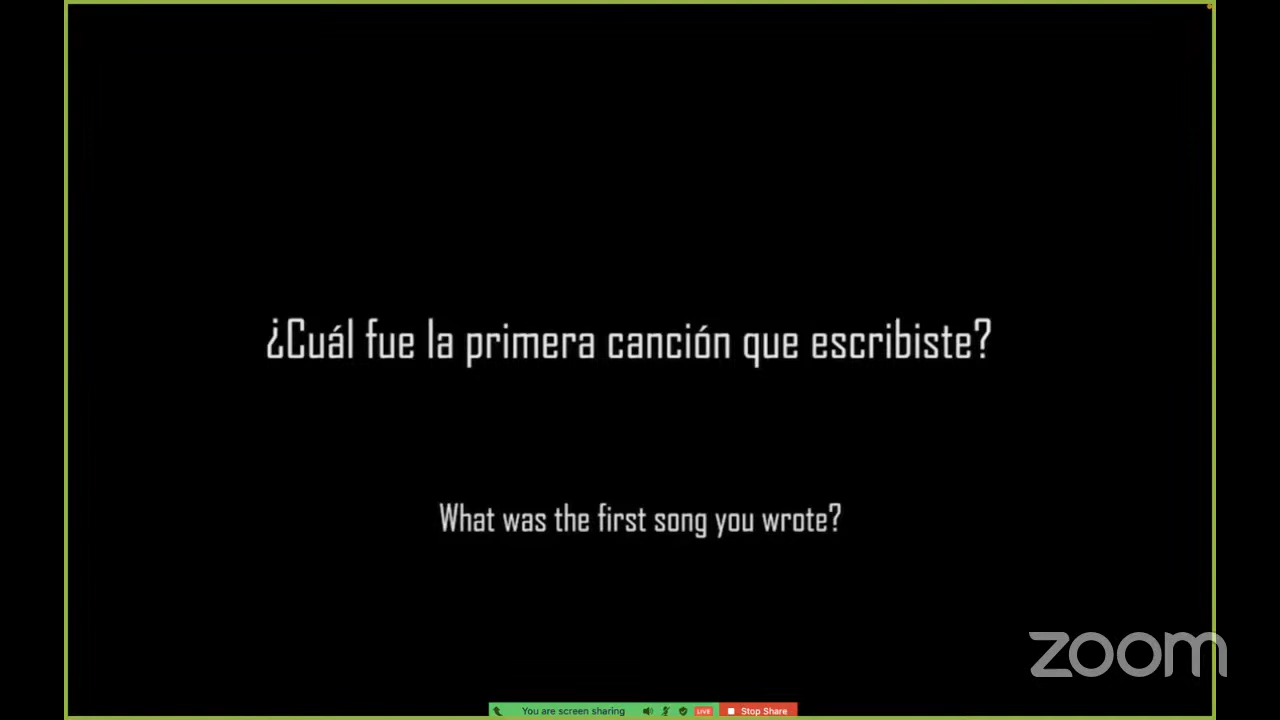 ¿Cuál fue la primera canción que escribiste?
What was the first song you wrote?
zoom
You are screen sharing LIVE Stop Share